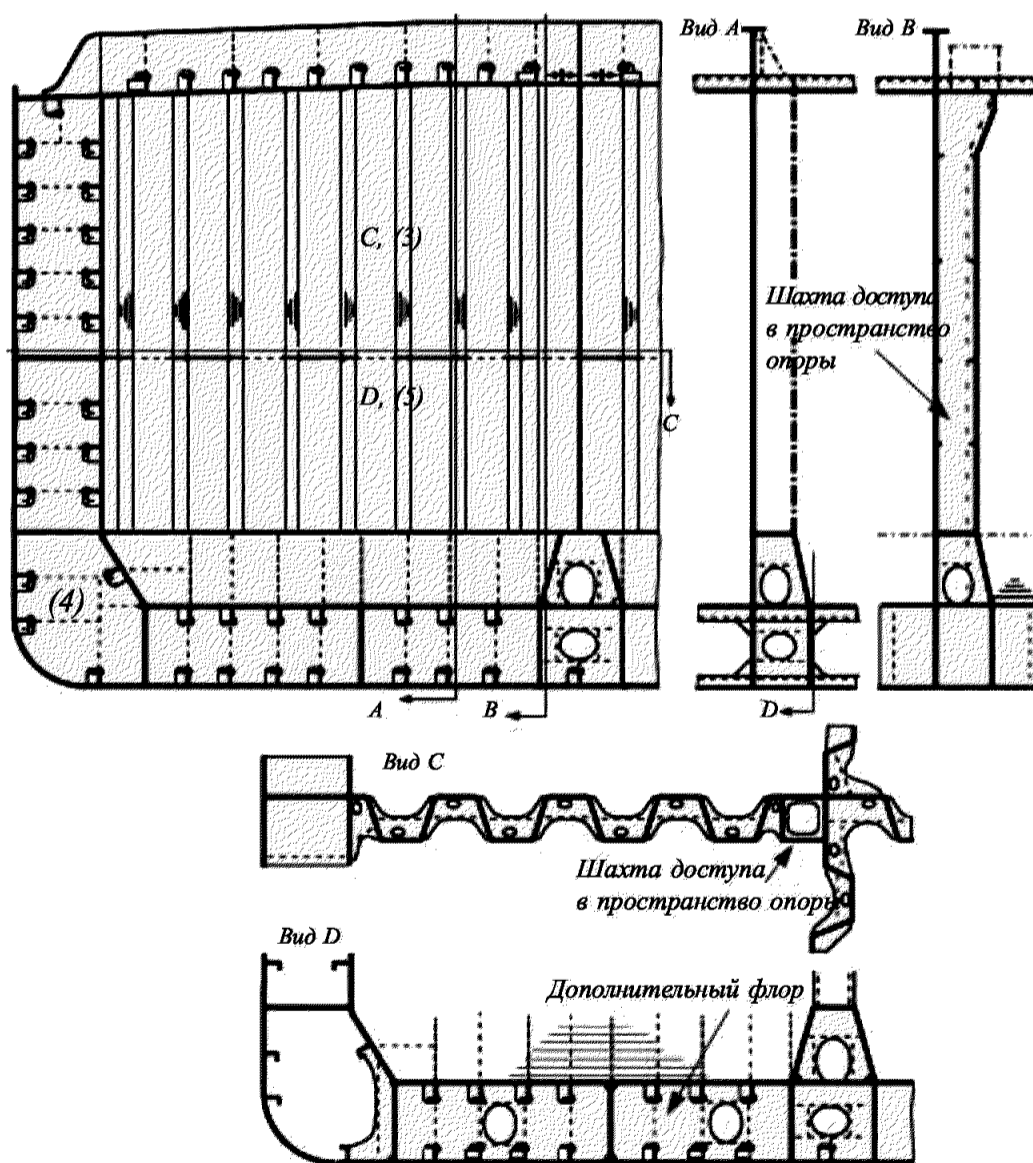 Вид А
Вид В
С, (3)
Шахта доступа
в пространство
опоры
D, (5)
С
(4)
А
В
D
Вид С
Шахта доступа
в пространство опоры
Вид D
Дополнительный флор